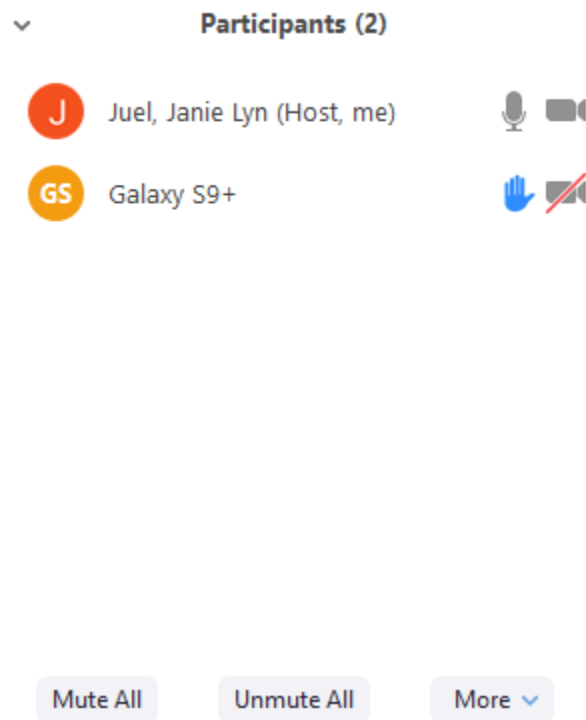 Participants (2)
J Juel, Janie Lyn (Host, me)
GS Galaxy S9+
Mute All Unmute All More